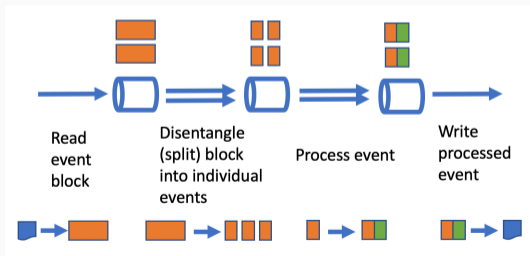 Read
event
block
Disentangle
(split) block
into individual
events
Process event
Write
processed
event